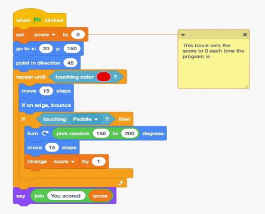 when clicked
set score to 0
go to x: 20 y: 150
point in direction 45
repeat until touching color ?
move 15 steps
if on edge, bounce
if touching Paddle ? then
turn pick random 160 to 200 degrees
move 15 steps
change score by 1
say join You scored! score
This block sets the
score to 0 each time the
program is